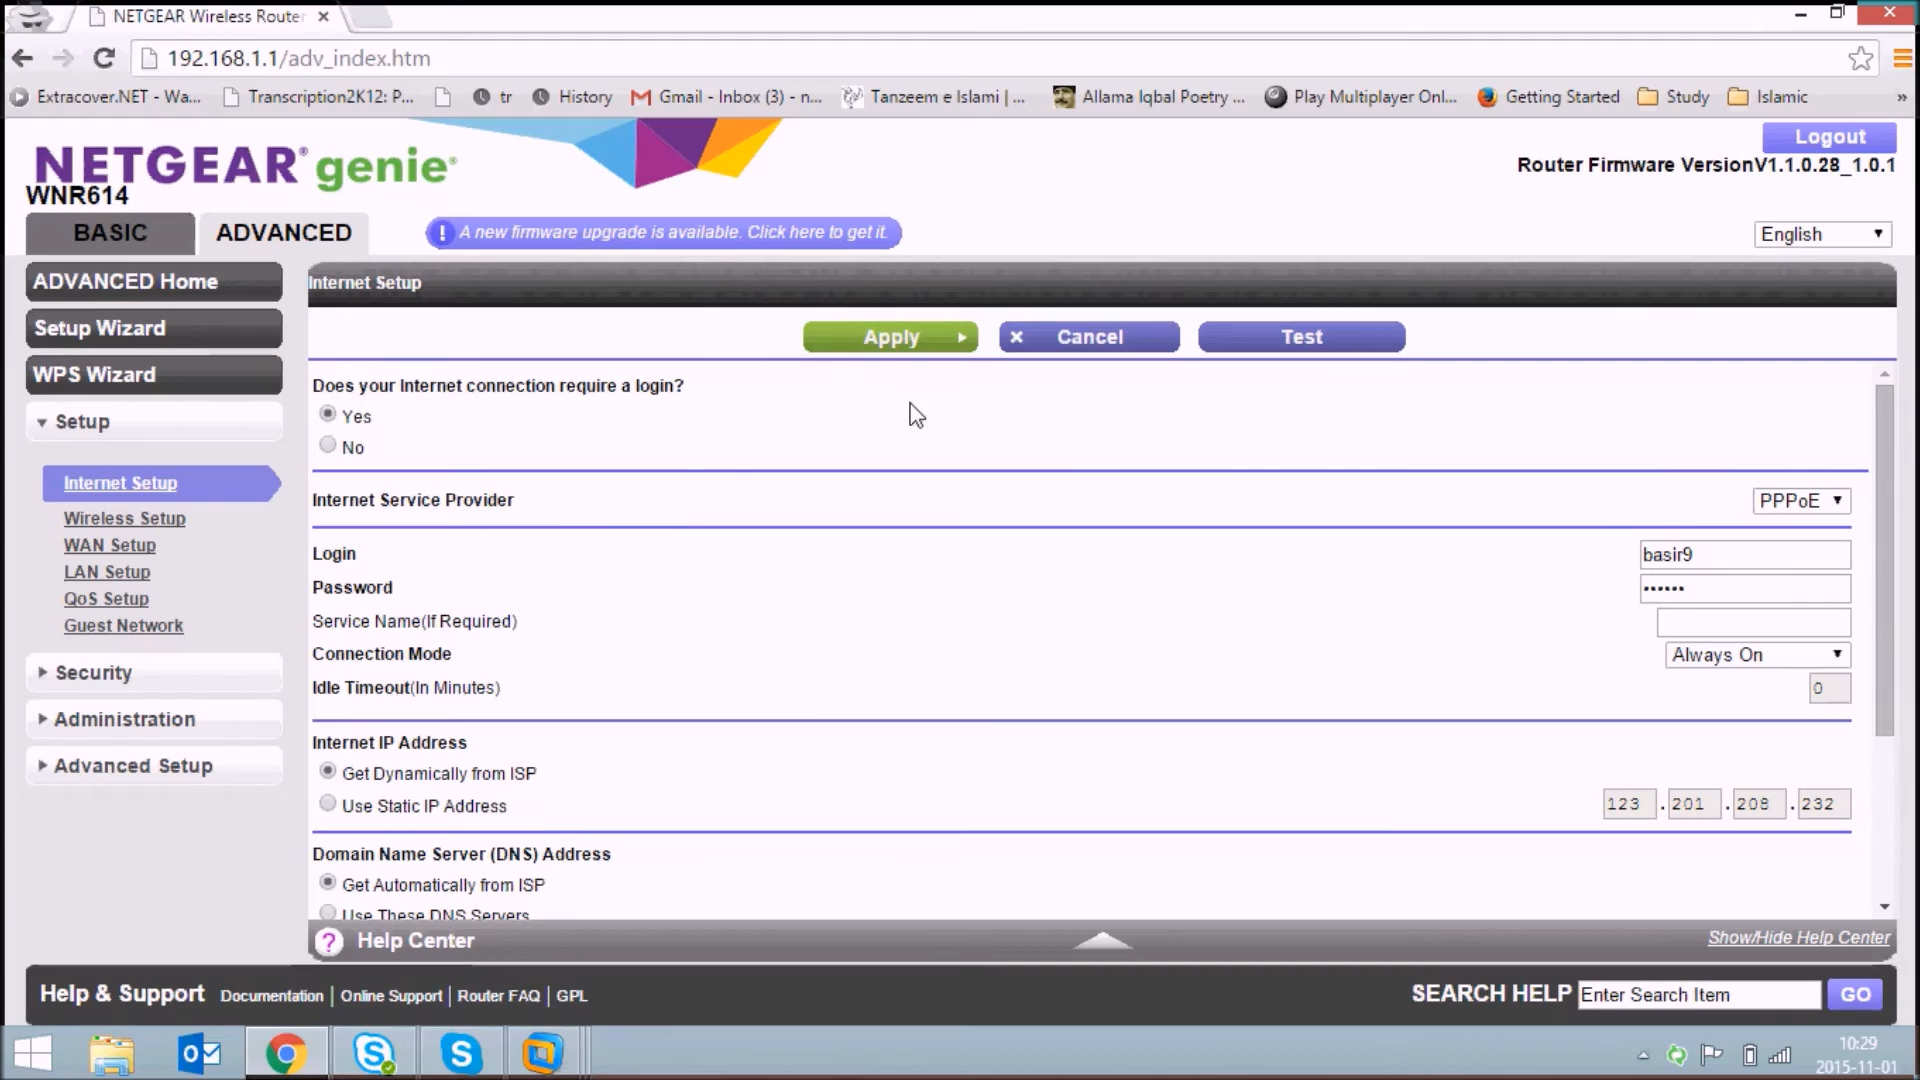 NETGEAR Wireless Router
192.168.1.1/adv_index.htm
Extracover.NET - Wa... Transcription2K12: P... tr History Gmail - Inbox (3) - n... Tanzeem e Islami | ... Allama Iqbal Poetry ... Play Multiplayer Onl... Getting Started Study Islamic »
NETGEAR® genie®
WNR614
Logout
Router Firmware VersionV1.1.0.28_1.0.1
BASIC ADVANCED
! A new firmware upgrade is available. Click here to get it.
English
ADVANCED Home
Setup Wizard
WPS Wizard
Setup
Internet Setup
Wireless Setup
WAN Setup
LAN Setup
QoS Setup
Guest Network
Security
Administration
Advanced Setup
Internet Setup
Apply Cancel Test
Does your Internet connection require a login?
Yes
No
Internet Service Provider PPPoE
Login basir9
Password ••••••
Service Name(If Required)
Connection Mode Always On
Idle Timeout(In Minutes) 0
Internet IP Address
Get Dynamically from ISP
Use Static IP Address 123 . 201 . 208 . 232
Domain Name Server (DNS) Address
Get Automatically from ISP
Use These DNS Servers
? Help Center Show/Hide Help Center
Help & Support Documentation | Online Support | Router FAQ | GPL SEARCH HELP Enter Search Item GO
10:29
2015-11-01